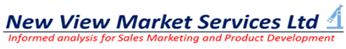 New View Market Services Ltd
Informed analysis for Sales Marketing and Product Development